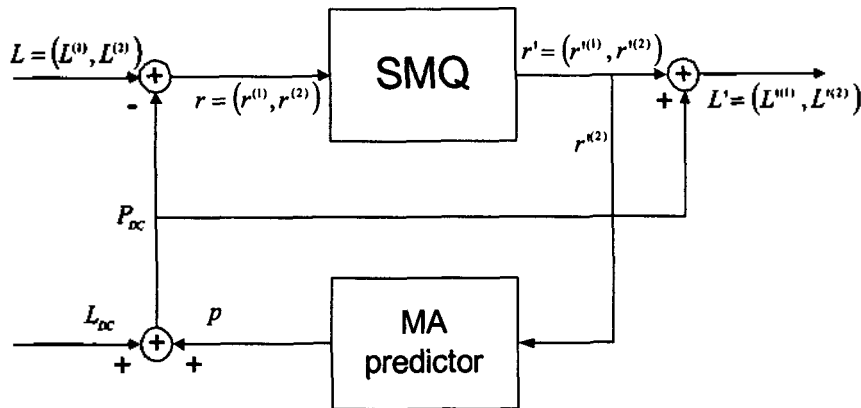 L = (L⁽¹⁾, L⁽²⁾)
+
-
r = (r⁽¹⁾, r⁽²⁾)
SMQ
r' = (r'⁽¹⁾, r'⁽²⁾)
+
+
L' = (L'⁽¹⁾, L'⁽²⁾)
r'⁽²⁾
P_DC
L_DC
+
+
p
+
MA
predictor